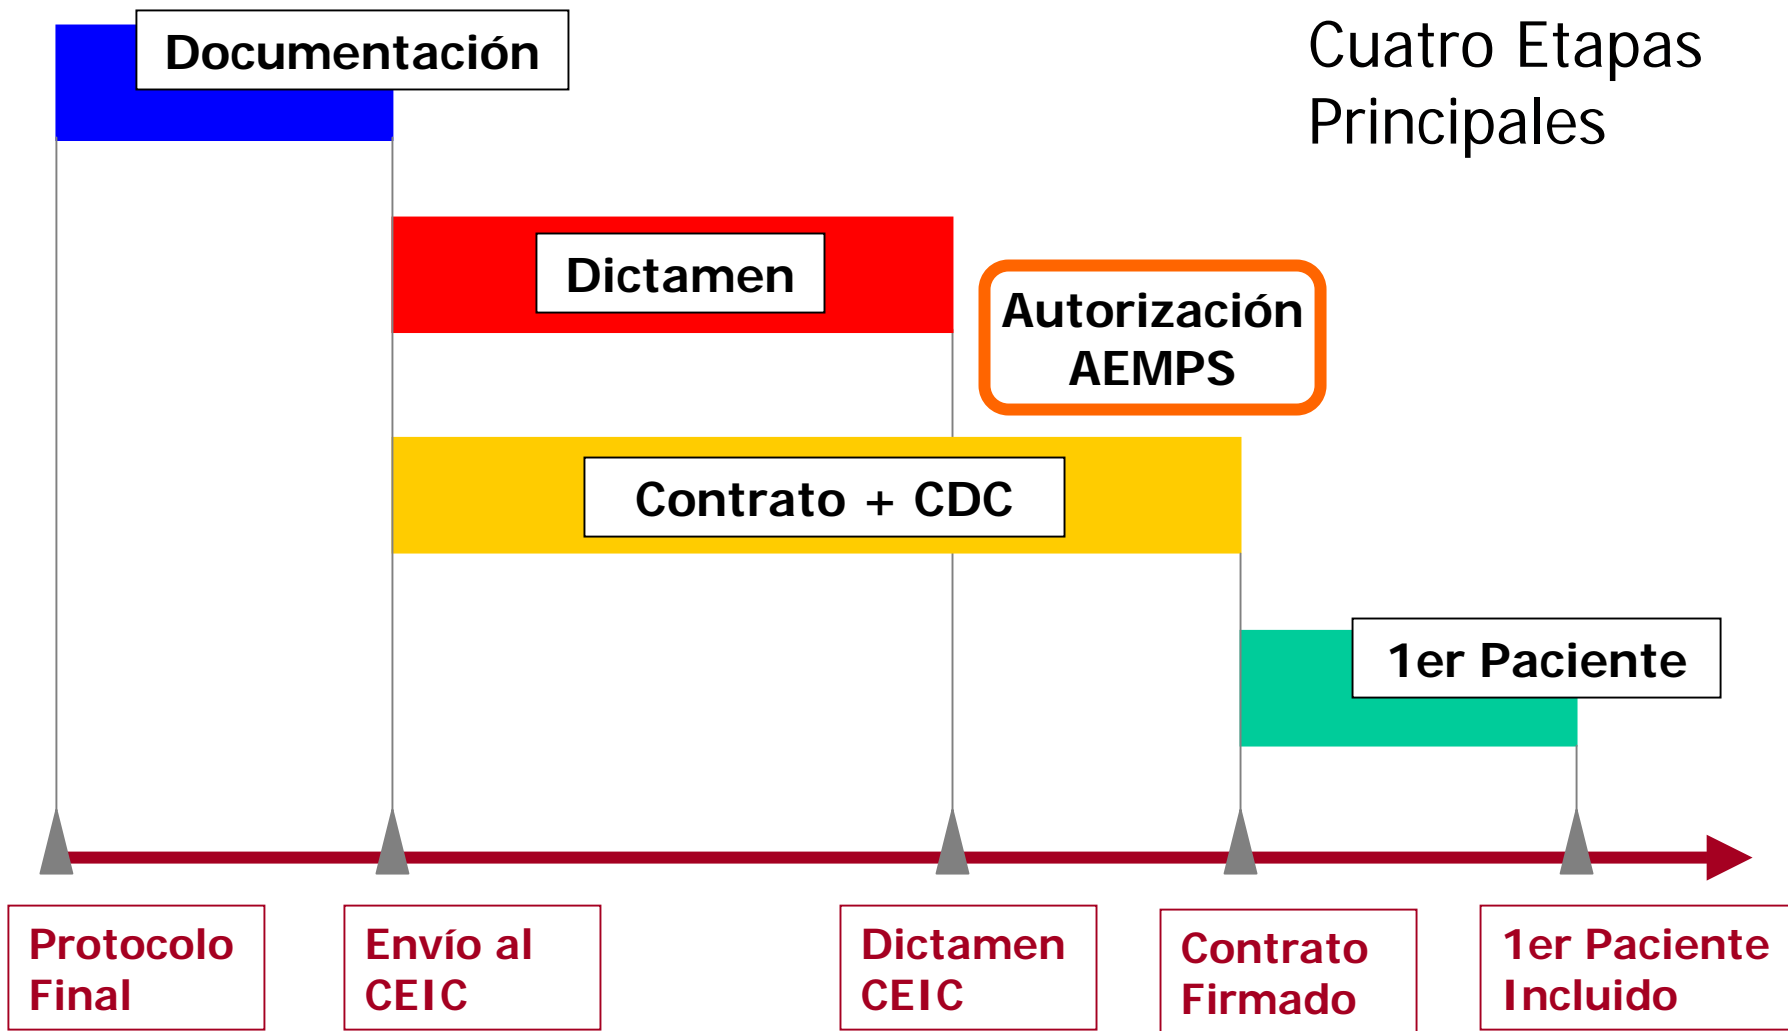 Cuatro Etapas
Principales
Documentación
Dictamen
Autorización
AEMPS
Contrato + CDC
1er Paciente
Protocolo
Final
Envío al
CEIC
Dictamen
CEIC
Contrato
Firmado
1er Paciente
Incluido